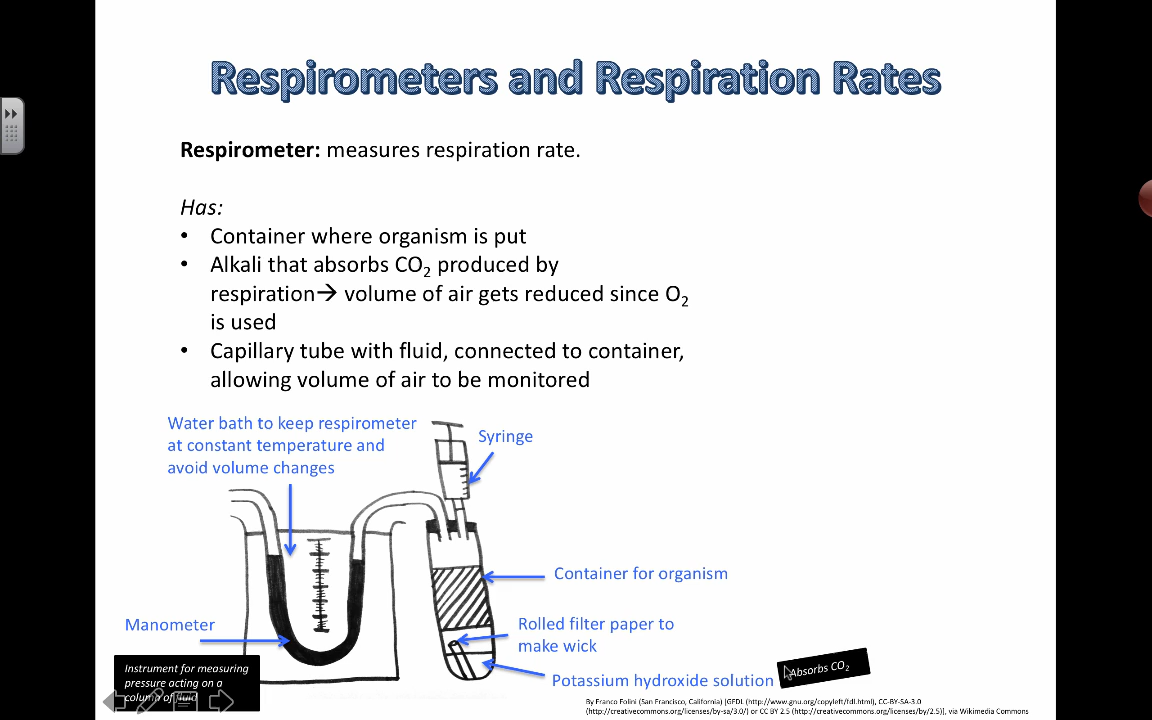 Respirometers and Respiration Rates
Respirometer: measures respiration rate.
Has:
• Container where organism is put
• Alkali that absorbs CO₂ produced by
respiration→ volume of air gets reduced since O₂
is used
• Capillary tube with fluid, connected to container,
allowing volume of air to be monitored
Water bath to keep respirometer
at constant temperature and
avoid volume changes
Syringe
Container for organism
Manometer
Rolled filter paper to
make wick
Instrument for measuring
pressure acting on a
column of fluid
Potassium hydroxide solution
Absorbs CO₂
By Franco Folini (San Francisco, California) [GFDL (http://www.gnu.org/copyleft/fdl.html), CC-BY-SA-3.0
(http://creativecommons.org/licenses/by-sa/3.0/) or CC BY 2.5 (http://creativecommons.org/licenses/by/2.5)], via Wikimedia Commons